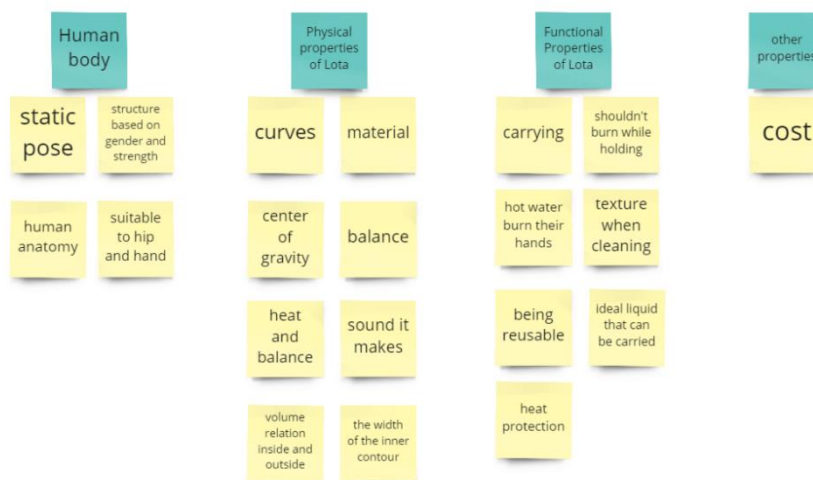 Human
body
static
pose
structure
based on
gender and
strength
human
anatomy
suitable
to hip
and hand
Physical
properties
of Lota
curves
material
center
of
gravity
balance
heat
and
balance
sound it
makes
volume
relation
inside and
outside
the width
of the inner
contour
Functional
Properties
of Lota
carrying
shouldn't
burn while
holding
hot water
burn their
hands
texture
when
cleaning
being
reusable
ideal liquid
that can
be carried
heat
protection
other
properties
cost